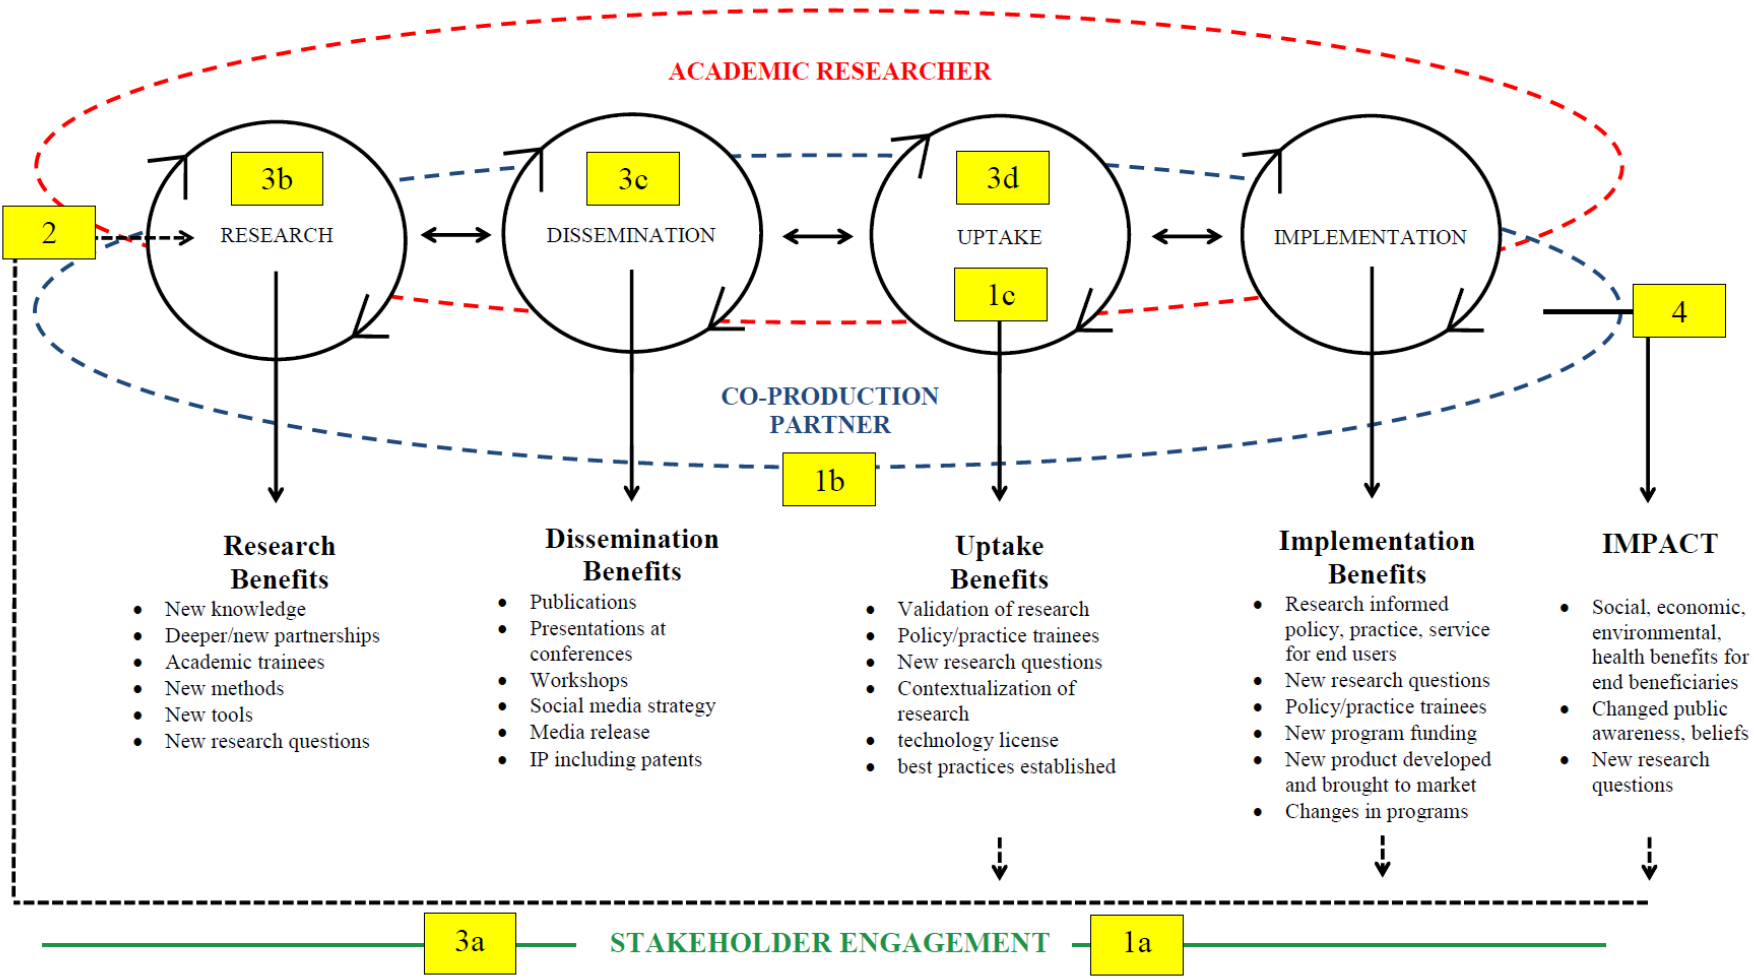 ACADEMIC RESEARCHER
3b
3c
3d
2
RESEARCH
DISSEMINATION
UPTAKE
IMPLEMENTATION
1c
4
CO-PRODUCTION
PARTNER
1b
Research
Benefits
• New knowledge
• Deeper/new partnerships
• Academic trainees
• New methods
• New tools
• New research questions
Dissemination
Benefits
• Publications
• Presentations at
conferences
• Workshops
• Social media strategy
• Media release
• IP including patents
Uptake
Benefits
• Validation of research
• Policy/practice trainees
• New research questions
• Contextualization of
research
• technology license
• best practices established
Implementation
Benefits
• Research informed
policy, practice, service
for end users
• New research questions
• Policy/practice trainees
• New program funding
• New product developed
and brought to market
• Changes in programs
IMPACT
• Social, economic,
environmental,
health benefits for
end beneficiaries
• Changed public
awareness, beliefs
• New research
questions
3a
STAKEHOLDER ENGAGEMENT
1a